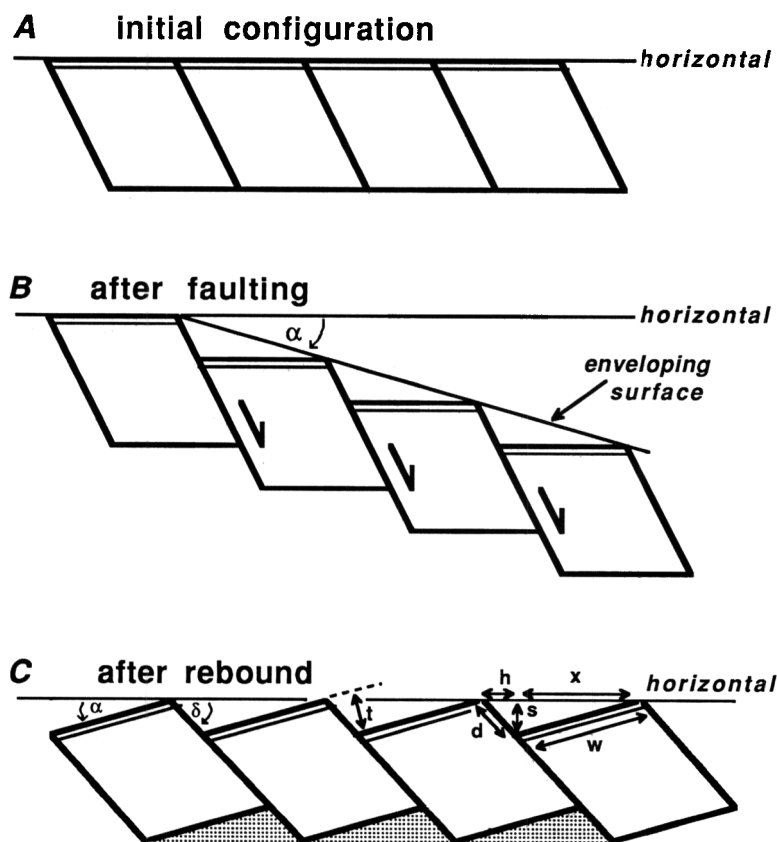 A initial configuration
horizontal
B after faulting
horizontal
α
enveloping
surface
C after rebound
horizontal
h x
α δ t d s
w